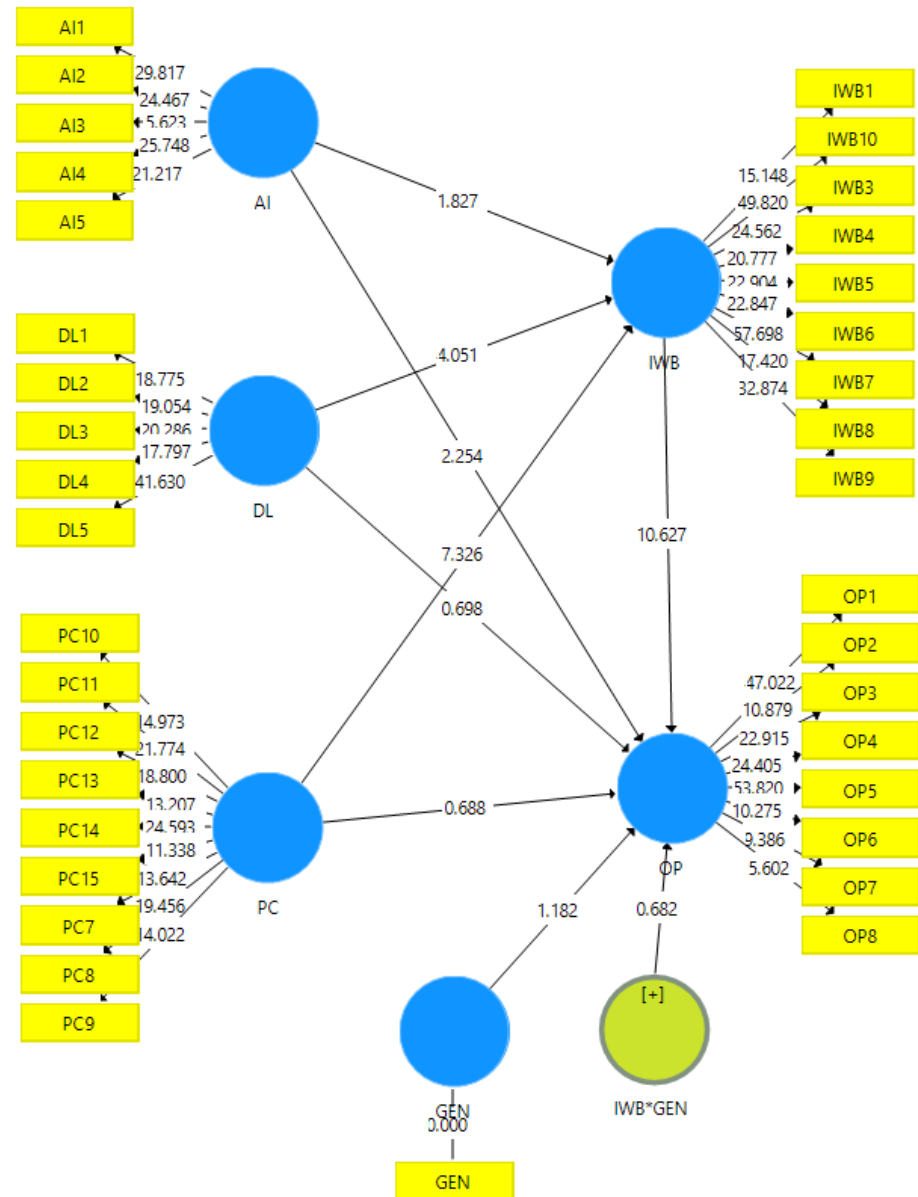 AI1
AI2
AI3
AI4
AI5
29.817
24.467
5.623
25.748
21.217
AI
1.827
IWB1
IWB10
IWB3
IWB4
IWB5
IWB6
IWB7
IWB8
IWB9
15.148
49.820
24.562
20.777
22.904
22.847
57.698
17.420
32.874
IWB
DL1
DL2
DL3
DL4
DL5
18.775
19.054
20.286
17.797
41.630
DL
4.051
2.254
7.326
0.698
10.627
PC10
PC11
PC12
PC13
PC14
PC15
PC7
PC8
PC9
14.973
21.774
18.800
13.207
24.593
11.338
13.642
19.456
14.022
PC
0.688
OP1
OP2
OP3
OP4
OP5
OP6
OP7
OP8
47.022
10.879
22.915
24.405
53.820
10.275
9.386
5.602
OP
1.182
0.682
[+]
GEN
IWB*GEN
0.000
GEN